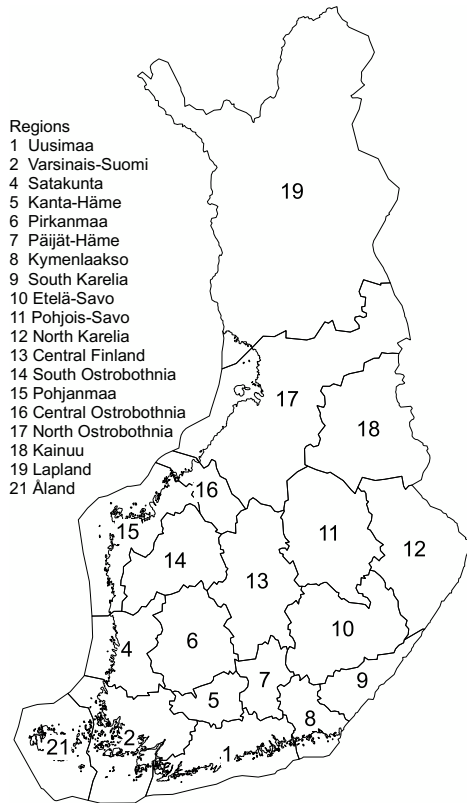 Regions
1 Uusimaa
2 Varsinais-Suomi
4 Satakunta
5 Kanta-Häme
6 Pirkanmaa
7 Päijät-Häme
8 Kymenlaakso
9 South Karelia
10 Etelä-Savo
11 Pohjois-Savo
12 North Karelia
13 Central Finland
14 South Ostrobothnia
15 Pohjanmaa
16 Central Ostrobothnia
17 North Ostrobothnia
18 Kainuu
19 Lapland
21 Åland
19
17
18
16
15
11
12
14
13
10
6
4
9
7
5
8
21
2
1